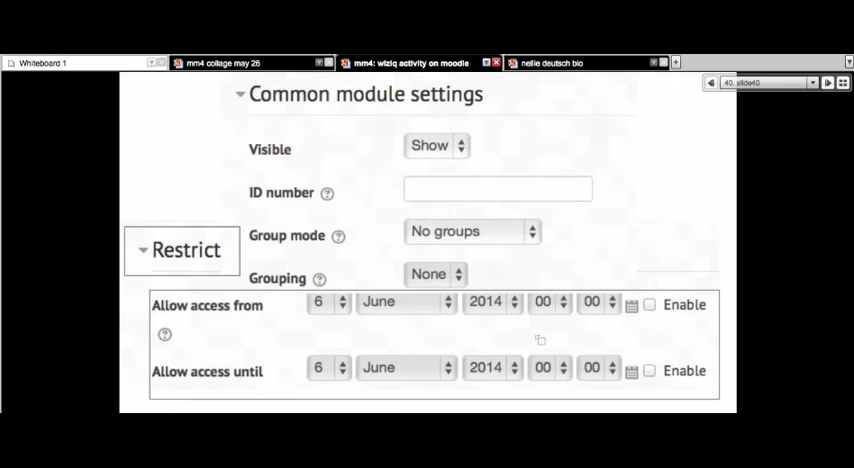 Whiteboard 1
mm4 collage may 26
mm4: wiziq activity on moodle
nellie deutsch bio
40. slide40
Common module settings
Visible Show
ID number ?
Group mode ? No groups
Restrict
Grouping ? None
Allow access from 6 June 2014 00 00 Enable
?
Allow access until 6 June 2014 00 00 Enable